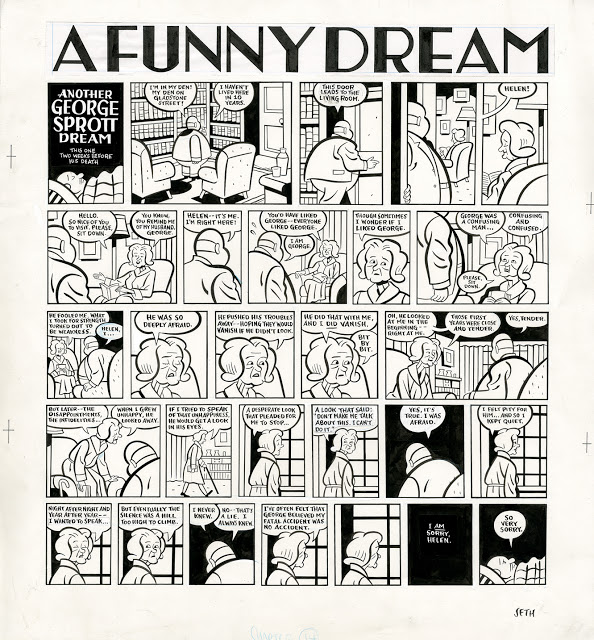 A FUNNY DREAM
ANOTHER
GEORGE
SPROTT
DREAM
THIS ONE
TWO WEEKS BEFORE
HIS DEATH
I'M IN MY DEN!
MY DEN ON
GLADSTONE
STREET!
I HAVEN'T
LIVED HERE
IN 10
YEARS.
THIS DOOR
LEADS TO THE
LIVING ROOM.
HELEN!
HELLO.
SO NICE OF YOU
TO VISIT. PLEASE,
SIT DOWN.
YOU KNOW,
YOU REMIND ME
OF MY HUSBAND,
GEORGE.
HELEN--IT'S ME.
I'M RIGHT HERE!
YOU'D HAVE LIKED
GEORGE--EVERYONE
LIKED GEORGE.
I AM
GEORGE.
THOUGH SOMETIMES
I WONDER IF I
LIKED GEORGE.
GEORGE WAS
A CONFUSING
MAN...
PLEASE,
SIT
DOWN.
CONFUSING
AND
CONFUSED.
HE FOOLED ME. WHAT
I TOOK FOR STRENGTH
TURNED OUT TO
BE WEAKNESS.
HELEN,
I...
HE WAS SO
DEEPLY AFRAID.
HE PUSHED HIS TROUBLES
AWAY--HOPING THEY WOULD
VANISH IF HE DIDN'T LOOK.
HE DID THAT WITH ME,
AND I DID VANISH.
BIT
BY
BIT.
OH, HE LOOKED
AT ME IN THE
BEGINNING--
RIGHT AT ME.
THOSE FIRST
YEARS WERE CLOSE
AND TENDER.
YES, TENDER.
BUT LATER--THE
DISAPPOINTMENTS,
THE INFIDELITIES...
WHEN I GREW
UNHAPPY, HE
LOOKED AWAY.
IF I TRIED TO SPEAK
OF THAT UNHAPPINESS,
HE WOULD GET A LOOK
IN HIS EYES.
A DESPERATE LOOK
THAT PLEADED FOR
ME TO STOP...
A LOOK THAT SAID:
"DON'T MAKE ME TALK
ABOUT THIS. I CAN'T
DO IT."
YES, IT'S
TRUE. I WAS
AFRAID.
I FELT PITY FOR
HIM... AND SO I
KEPT QUIET.
NIGHT AFTER NIGHT AND
YEAR AFTER YEAR--
I WANTED TO SPEAK...
BUT EVENTUALLY THE
SILENCE WAS A HILL
TOO HIGH TO CLIMB.
I NEVER
KNEW.
NO--THAT'S
A LIE. I
ALWAYS KNEW.
I'VE OFTEN FELT THAT
GEORGE BELIEVED MY
FATAL ACCIDENT WAS
NO ACCIDENT.
I AM
SORRY,
HELEN.
SO
VERY
SORRY.
SETH